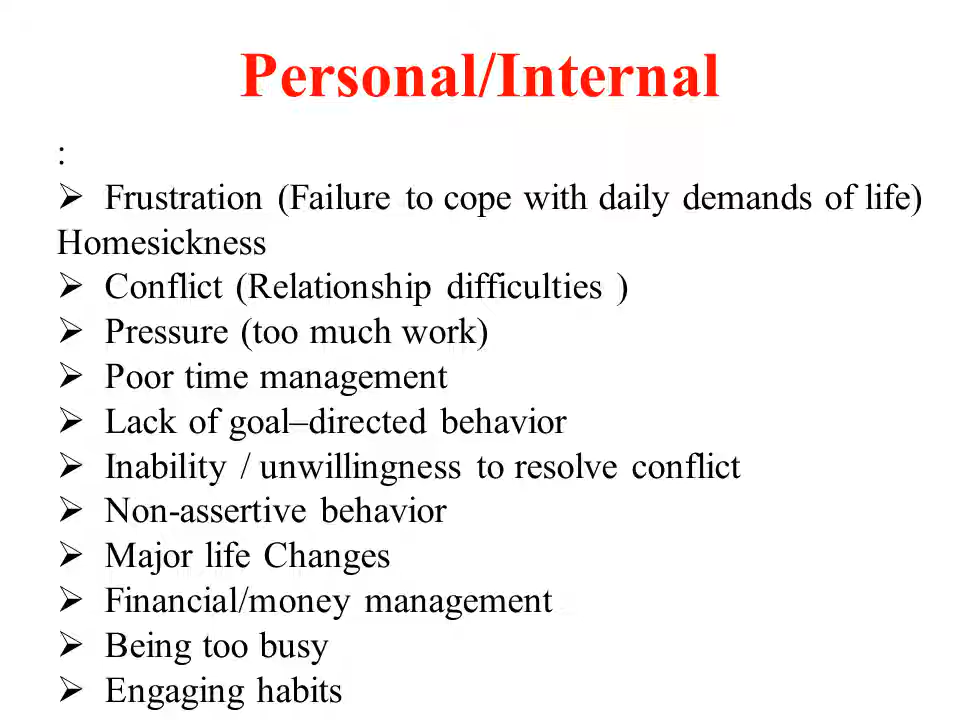 Personal/Internal
:
➢ Frustration (Failure to cope with daily demands of life)
Homesickness
➢ Conflict (Relationship difficulties )
➢ Pressure (too much work)
➢ Poor time management
➢ Lack of goal–directed behavior
➢ Inability / unwillingness to resolve conflict
➢ Non-assertive behavior
➢ Major life Changes
➢ Financial/money management
➢ Being too busy
➢ Engaging habits